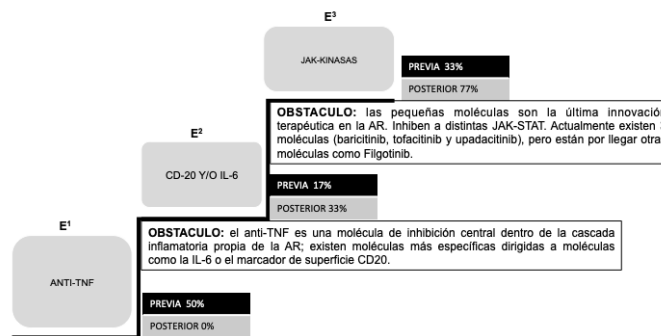 E³
JAK-KINASAS
PREVIA 33%
POSTERIOR 77%
OBSTACULO: las pequeñas moléculas son la última innovación
terapéutica en la AR. Inhiben a distintas JAK-STAT. Actualmente existen
moléculas (baricitinib, tofacitinib y upadacitinib), pero están por llegar otra
moléculas como Filgotinib.
E²
CD-20 Y/O IL-6
PREVIA 17%
POSTERIOR 33%
OBSTACULO: el anti-TNF es una molécula de inhibición central dentro de la cascada
inflamatoria propia de la AR; existen moléculas más específicas dirigidas a moléculas
como la IL-6 o el marcador de superficie CD20.
E¹
ANTI-TNF
PREVIA 50%
POSTERIOR 0%